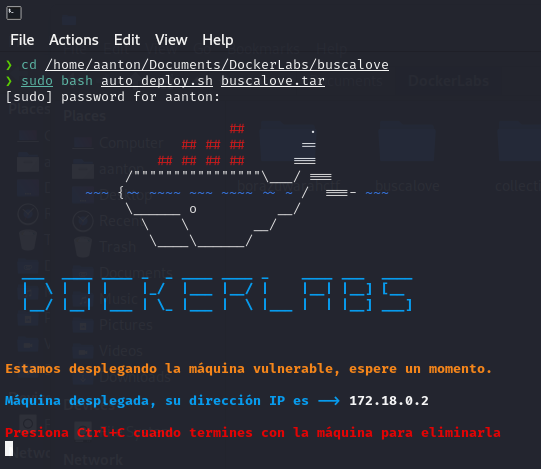 File Actions Edit View Help
❯ cd /home/aanton/Documents/DockerLabs/buscalove
❯ sudo bash auto_deploy.sh buscalove.tar
[sudo] password for aanton:
DOCKERLABS
Estamos desplegando la máquina vulnerable, espere un momento.
Máquina desplegada, su dirección IP es --> 172.18.0.2
Presiona Ctrl+C cuando termines con la máquina para eliminarla